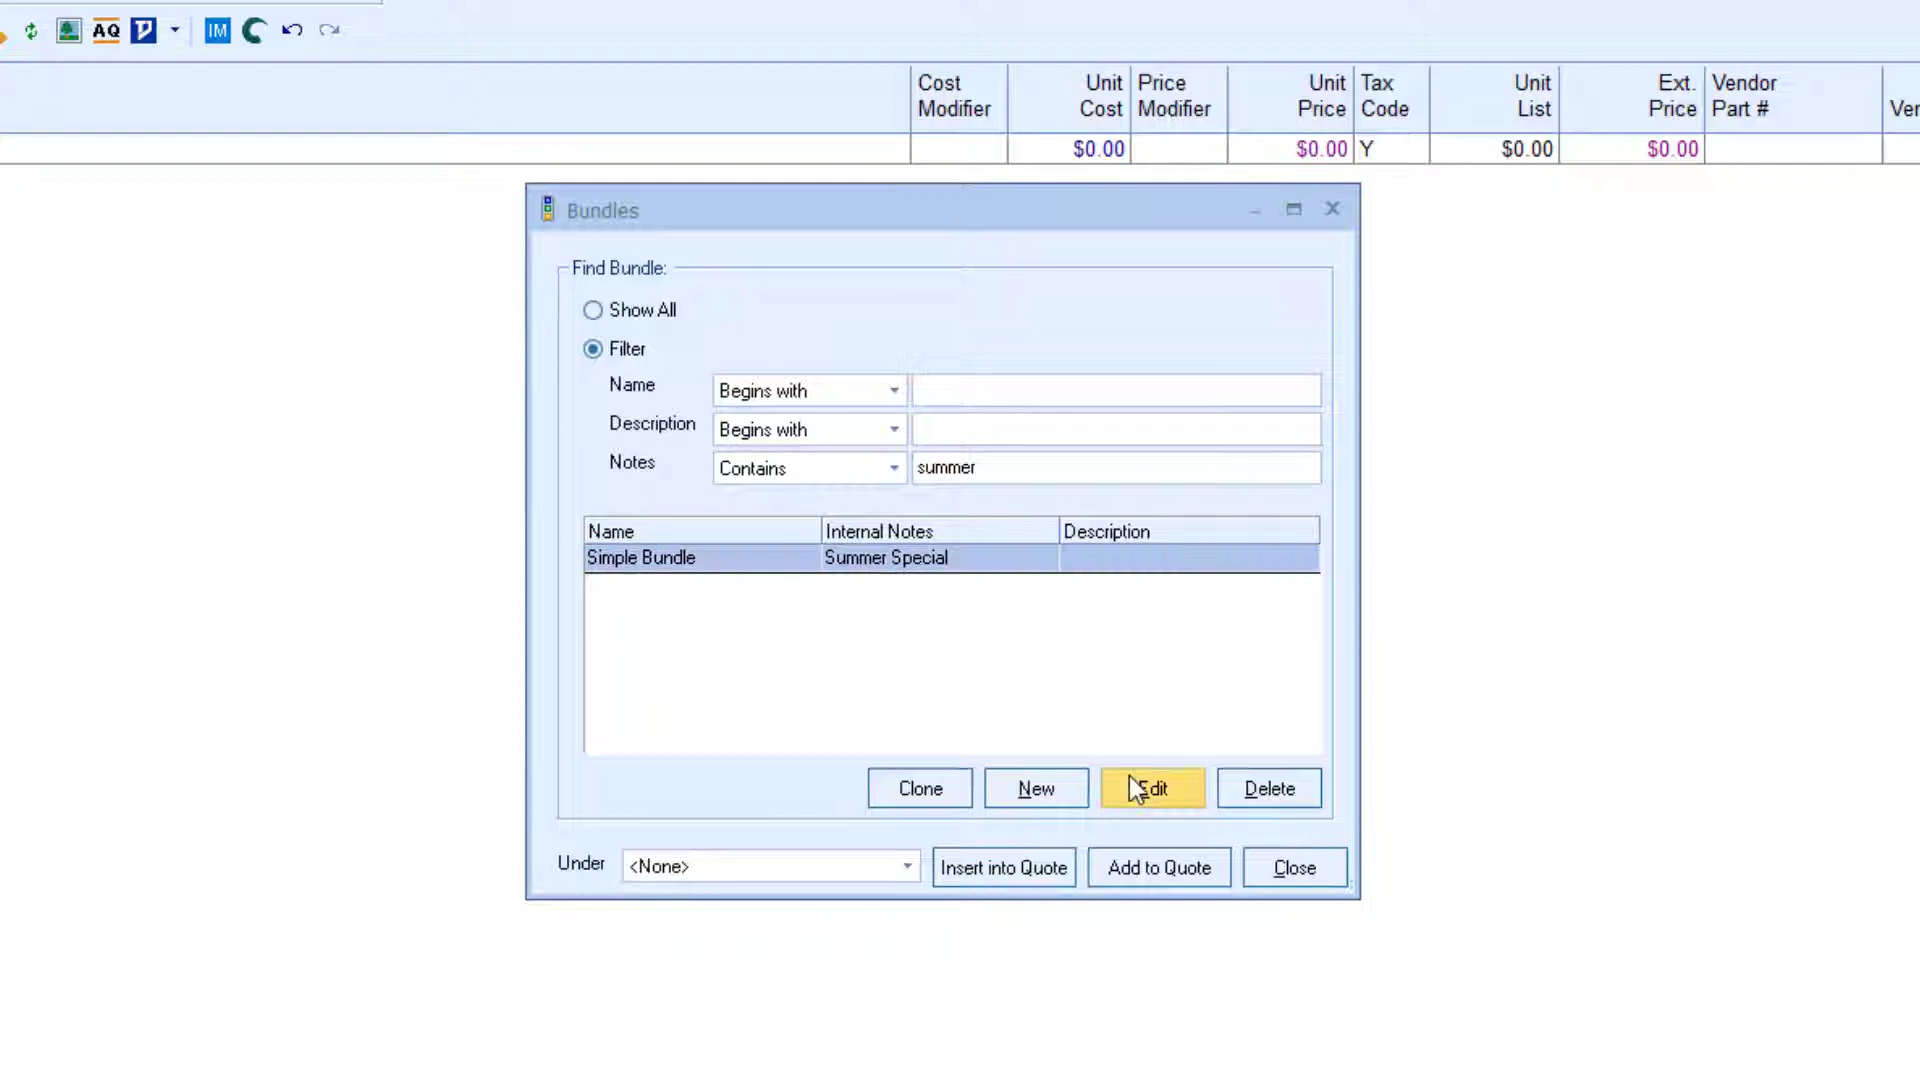 AQ
IM
Cost Modifier
Unit Cost
Price Modifier
Unit Price
Tax Code
Unit List
Ext. Price
Vendor Part #
Ver
$0.00 $0.00 Y $0.00 $0.00
Bundles
Find Bundle:
Show All
Filter
Name Begins with
Description Begins with
Notes Contains summer
Name Internal Notes Description
Simple Bundle Summer Special
Clone New Edit Delete
Under <None> Insert into Quote Add to Quote Close